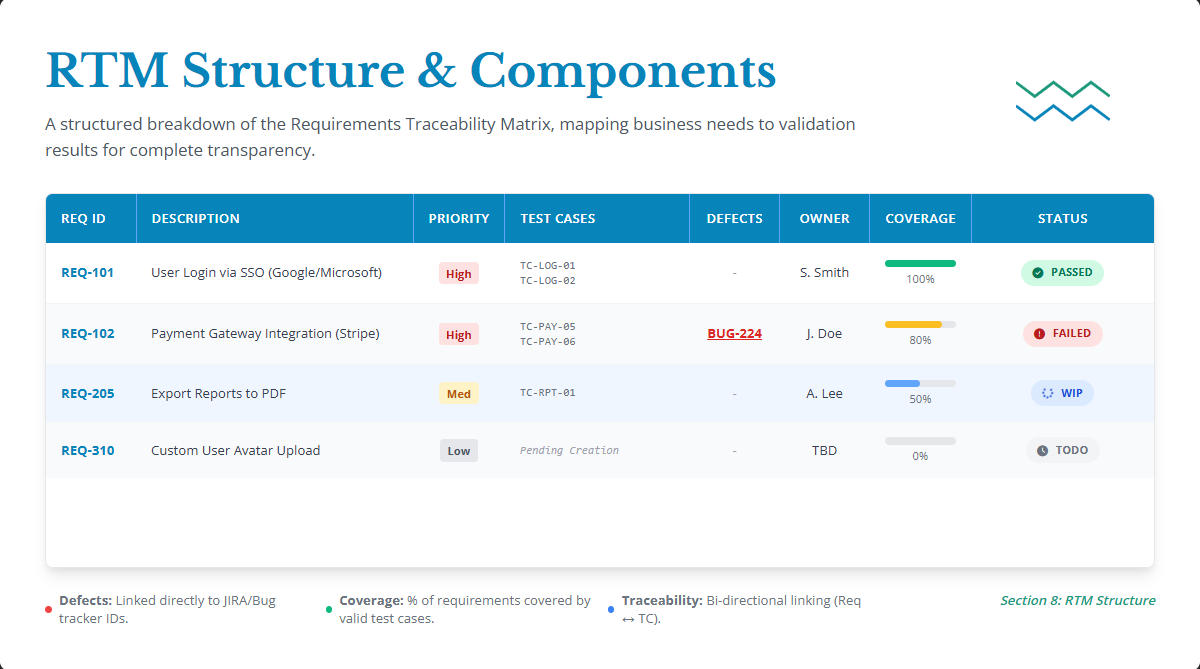 RTM Structure & Components
A structured breakdown of the Requirements Traceability Matrix, mapping business needs to validation
results for complete transparency.
REQ ID DESCRIPTION PRIORITY TEST CASES DEFECTS OWNER COVERAGE STATUS
REQ-101 User Login via SSO (Google/Microsoft) High TC-LOG-01 - S. Smith 100% PASSED
TC-LOG-02
REQ-102 Payment Gateway Integration (Stripe) High TC-PAY-05 BUG-224 J. Doe 80% FAILED
TC-PAY-06
REQ-205 Export Reports to PDF Med TC-RPT-01 - A. Lee 50% WIP
REQ-310 Custom User Avatar Upload Low Pending Creation - TBD 0% TODO
Defects: Linked directly to JIRA/Bug
tracker IDs.
Coverage: % of requirements covered by
valid test cases.
Traceability: Bi-directional linking (Req
↔ TC).
Section 8: RTM Structure